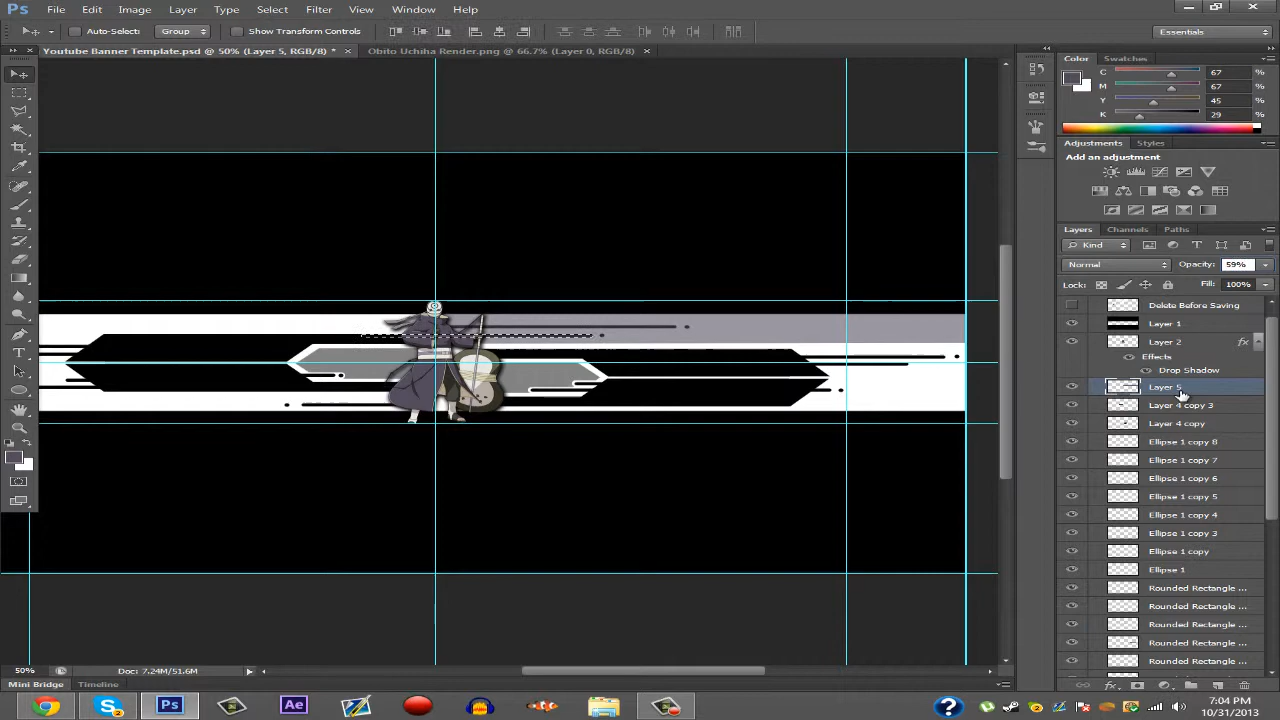 Ps File Edit Image Layer Type Select Filter View Window Help
Auto-Select: Group Show Transform Controls Essentials
Youtube Banner Template.psd @ 50% (Layer 5, RGB/8) * × Obito Uchiha Render.png @ 66.7% (Layer 0, RGB/8) ×
Color Swatches
C 67 %
M 67 %
Y 45 %
K 29 %
Adjustments Styles
Add an adjustment
Layers Channels Paths
Kind
Normal Opacity: 59%
Lock: Fill: 100%
Delete Before Saving
Layer 1
Layer 2 fx
Effects
Drop Shadow
Layer 5
Layer 4 copy 3
Layer 4 copy
Ellipse 1 copy 8
Ellipse 1 copy 7
Ellipse 1 copy 6
Ellipse 1 copy 5
Ellipse 1 copy 4
Ellipse 1 copy 3
Ellipse 1 copy
Ellipse 1
Rounded Rectangle ...
Rounded Rectangle ...
Rounded Rectangle ...
Rounded Rectangle ...
Rounded Rectangle ...
50% Doc: 7.24M/51.6M
Mini Bridge Timeline
Ps Ae
7:04 PM
10/31/2013